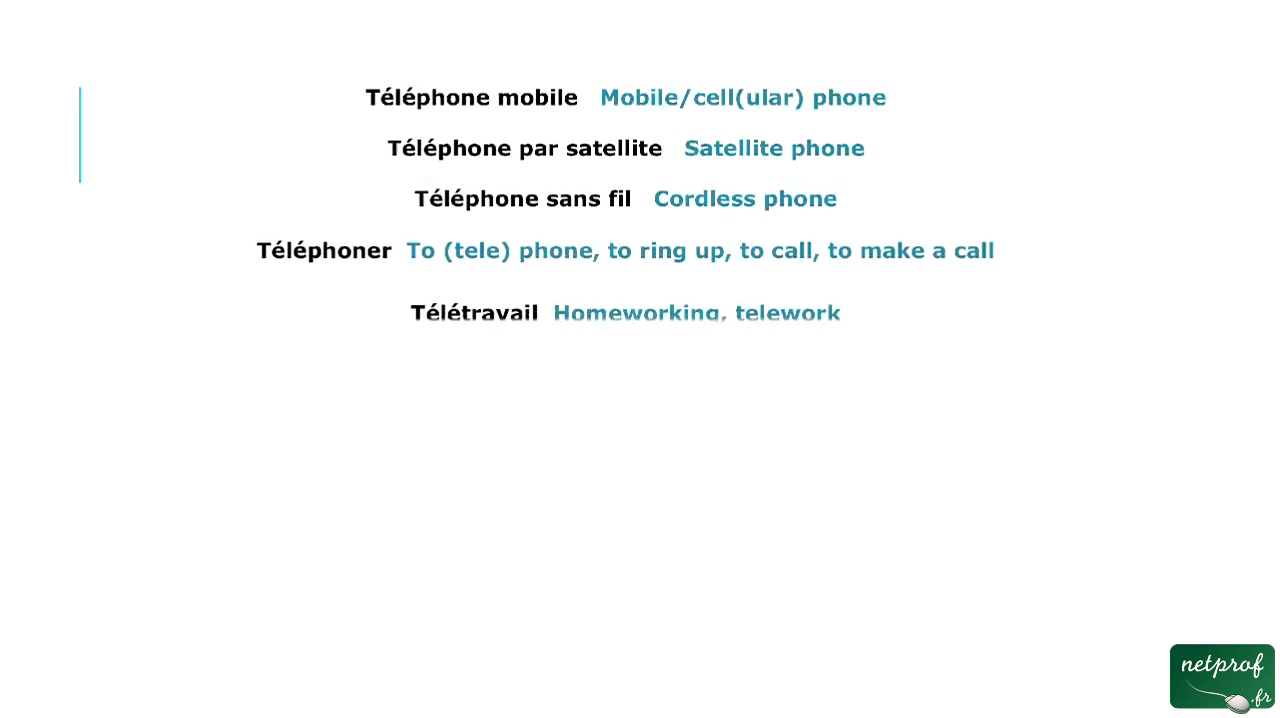 Téléphone mobile Mobile/cell(ular) phone
Téléphone par satellite Satellite phone
Téléphone sans fil Cordless phone
Téléphoner To (tele) phone, to ring up, to call, to make a call
Télétravail Homeworking, telework
netprof
.fr